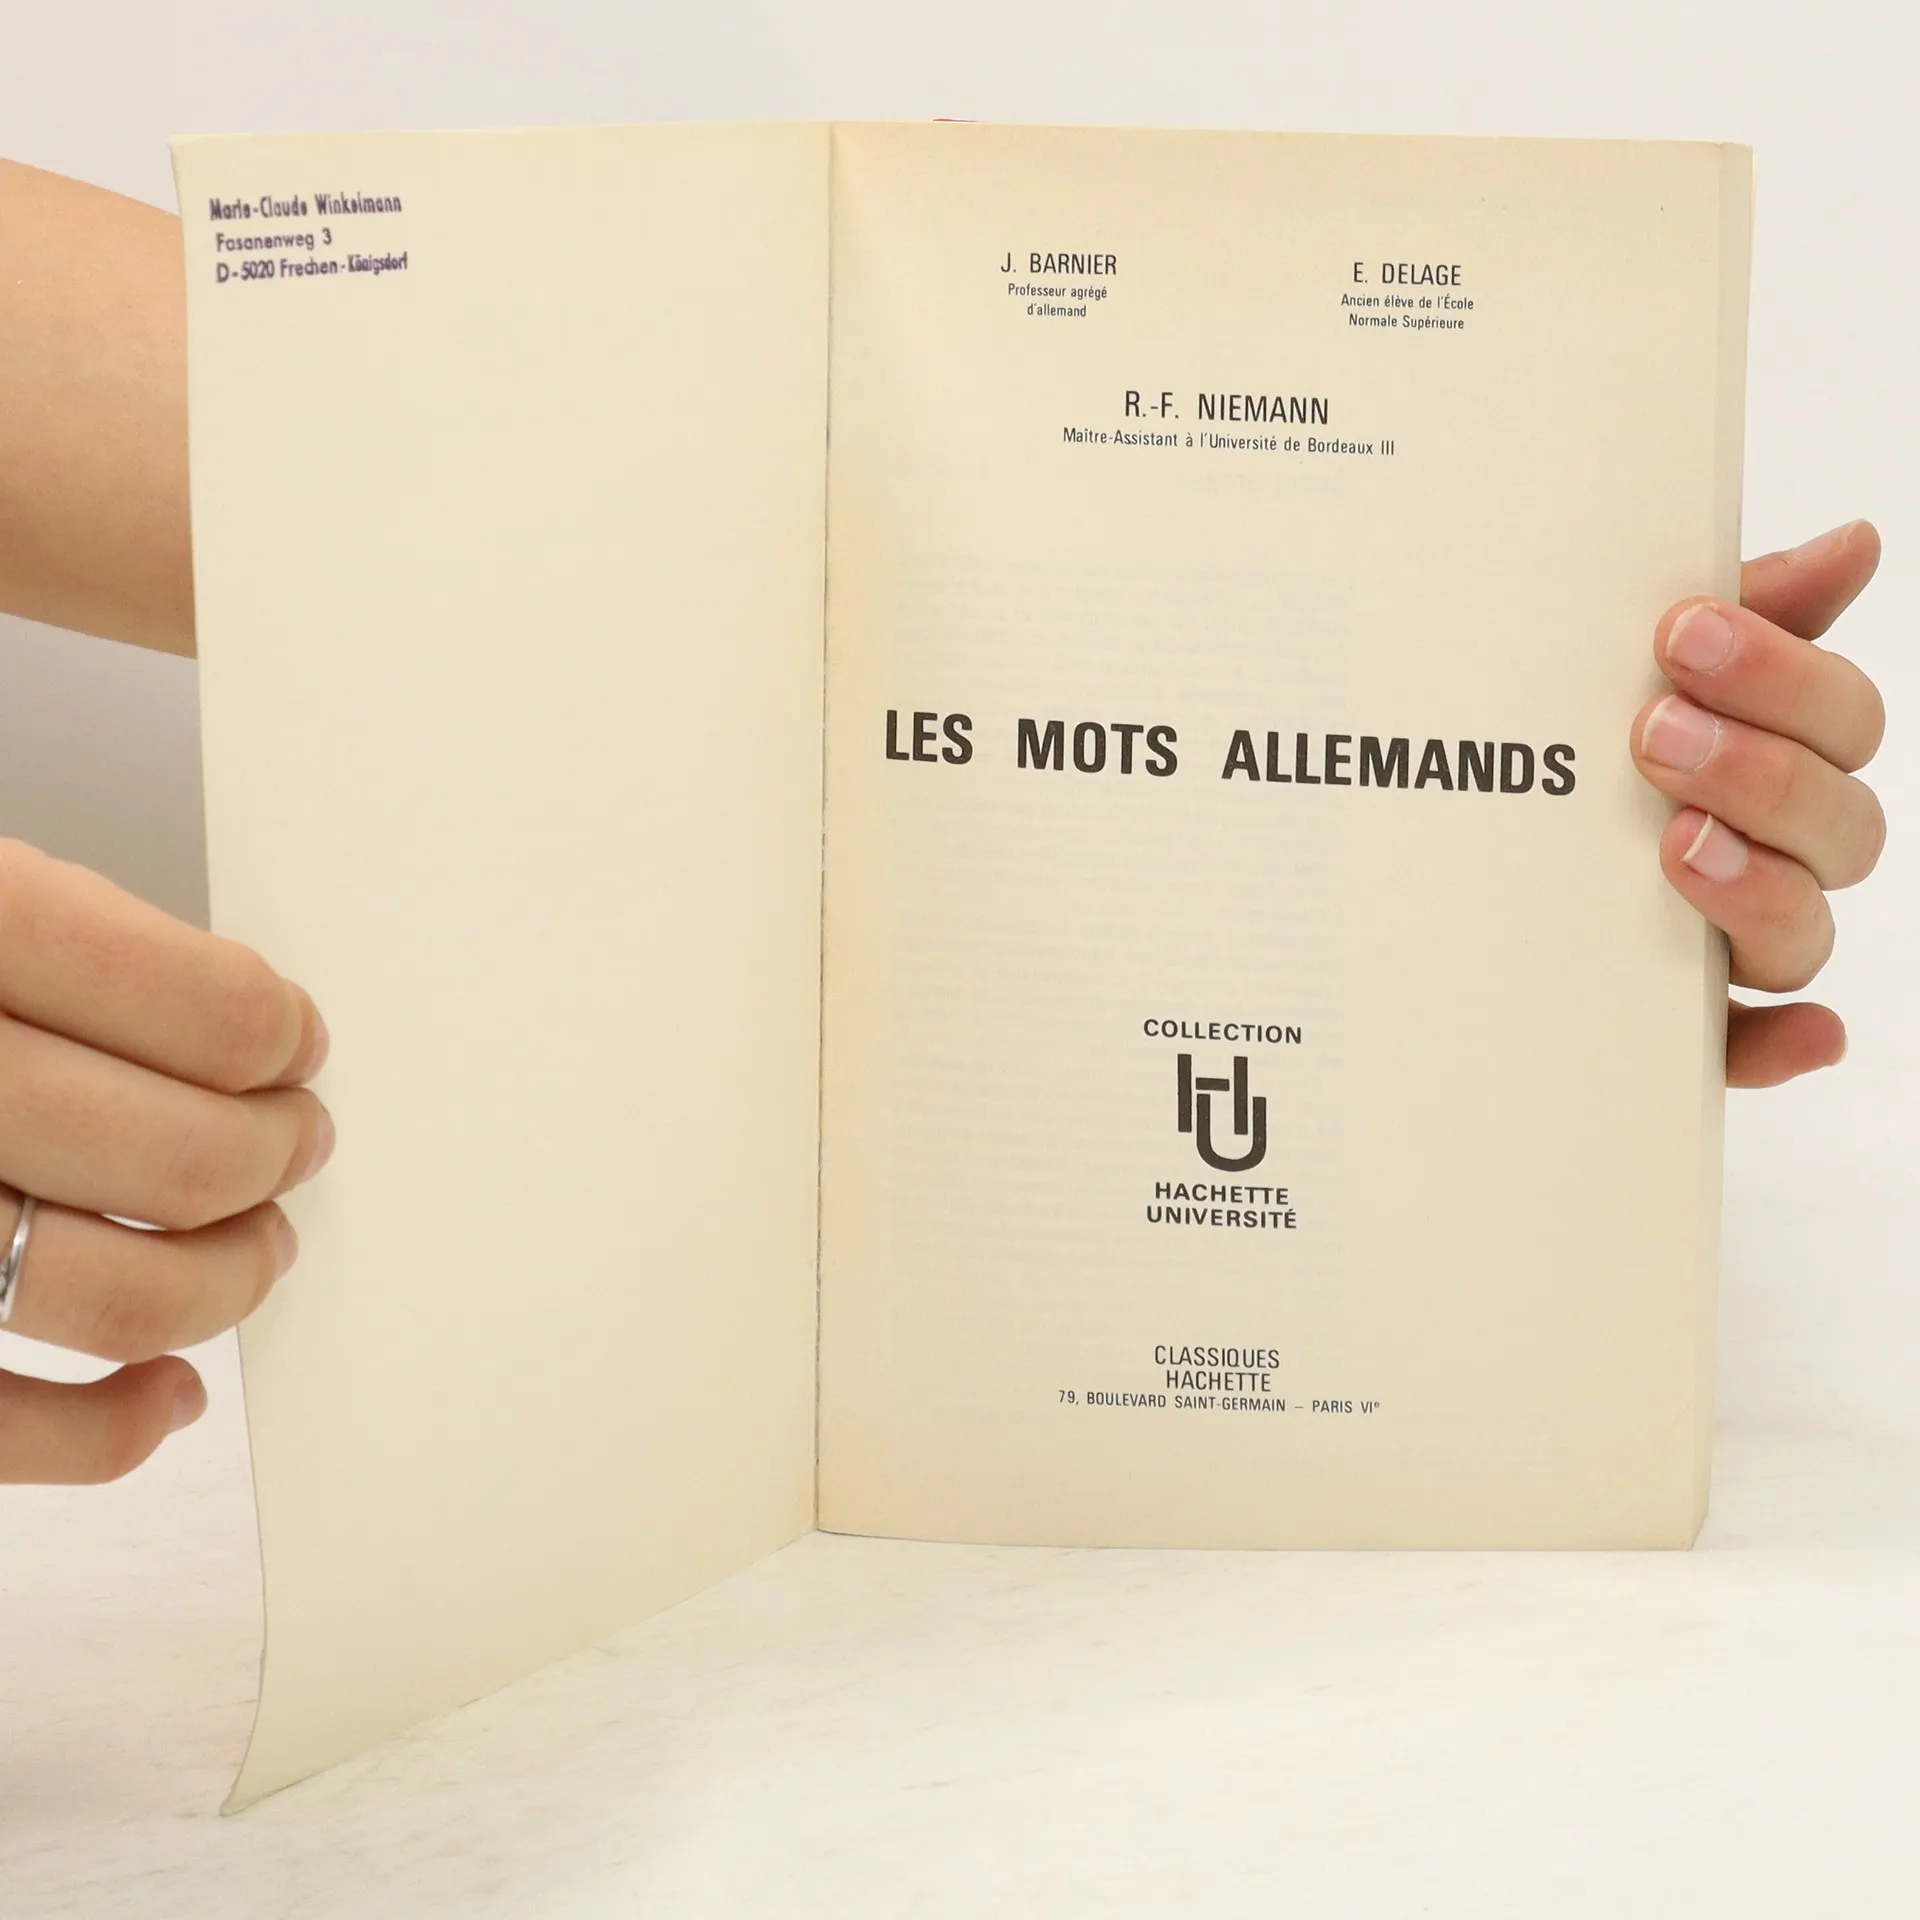 Marie-Claude Winkelmann
Fasanenweg 3
D-5020 Frechen-Königsdorf
J. BARNIER
Professeur agrégé
d'allemand
E. DELAGE
Ancien élève de l'École
Normale Supérieure
R.-F. NIEMANN
Maître-Assistant à l'Université de Bordeaux III
LES MOTS ALLEMANDS
COLLECTION
HU
HACHETTE
UNIVERSITÉ
CLASSIQUES
HACHETTE
79, BOULEVARD SAINT-GERMAIN – PARIS VIe